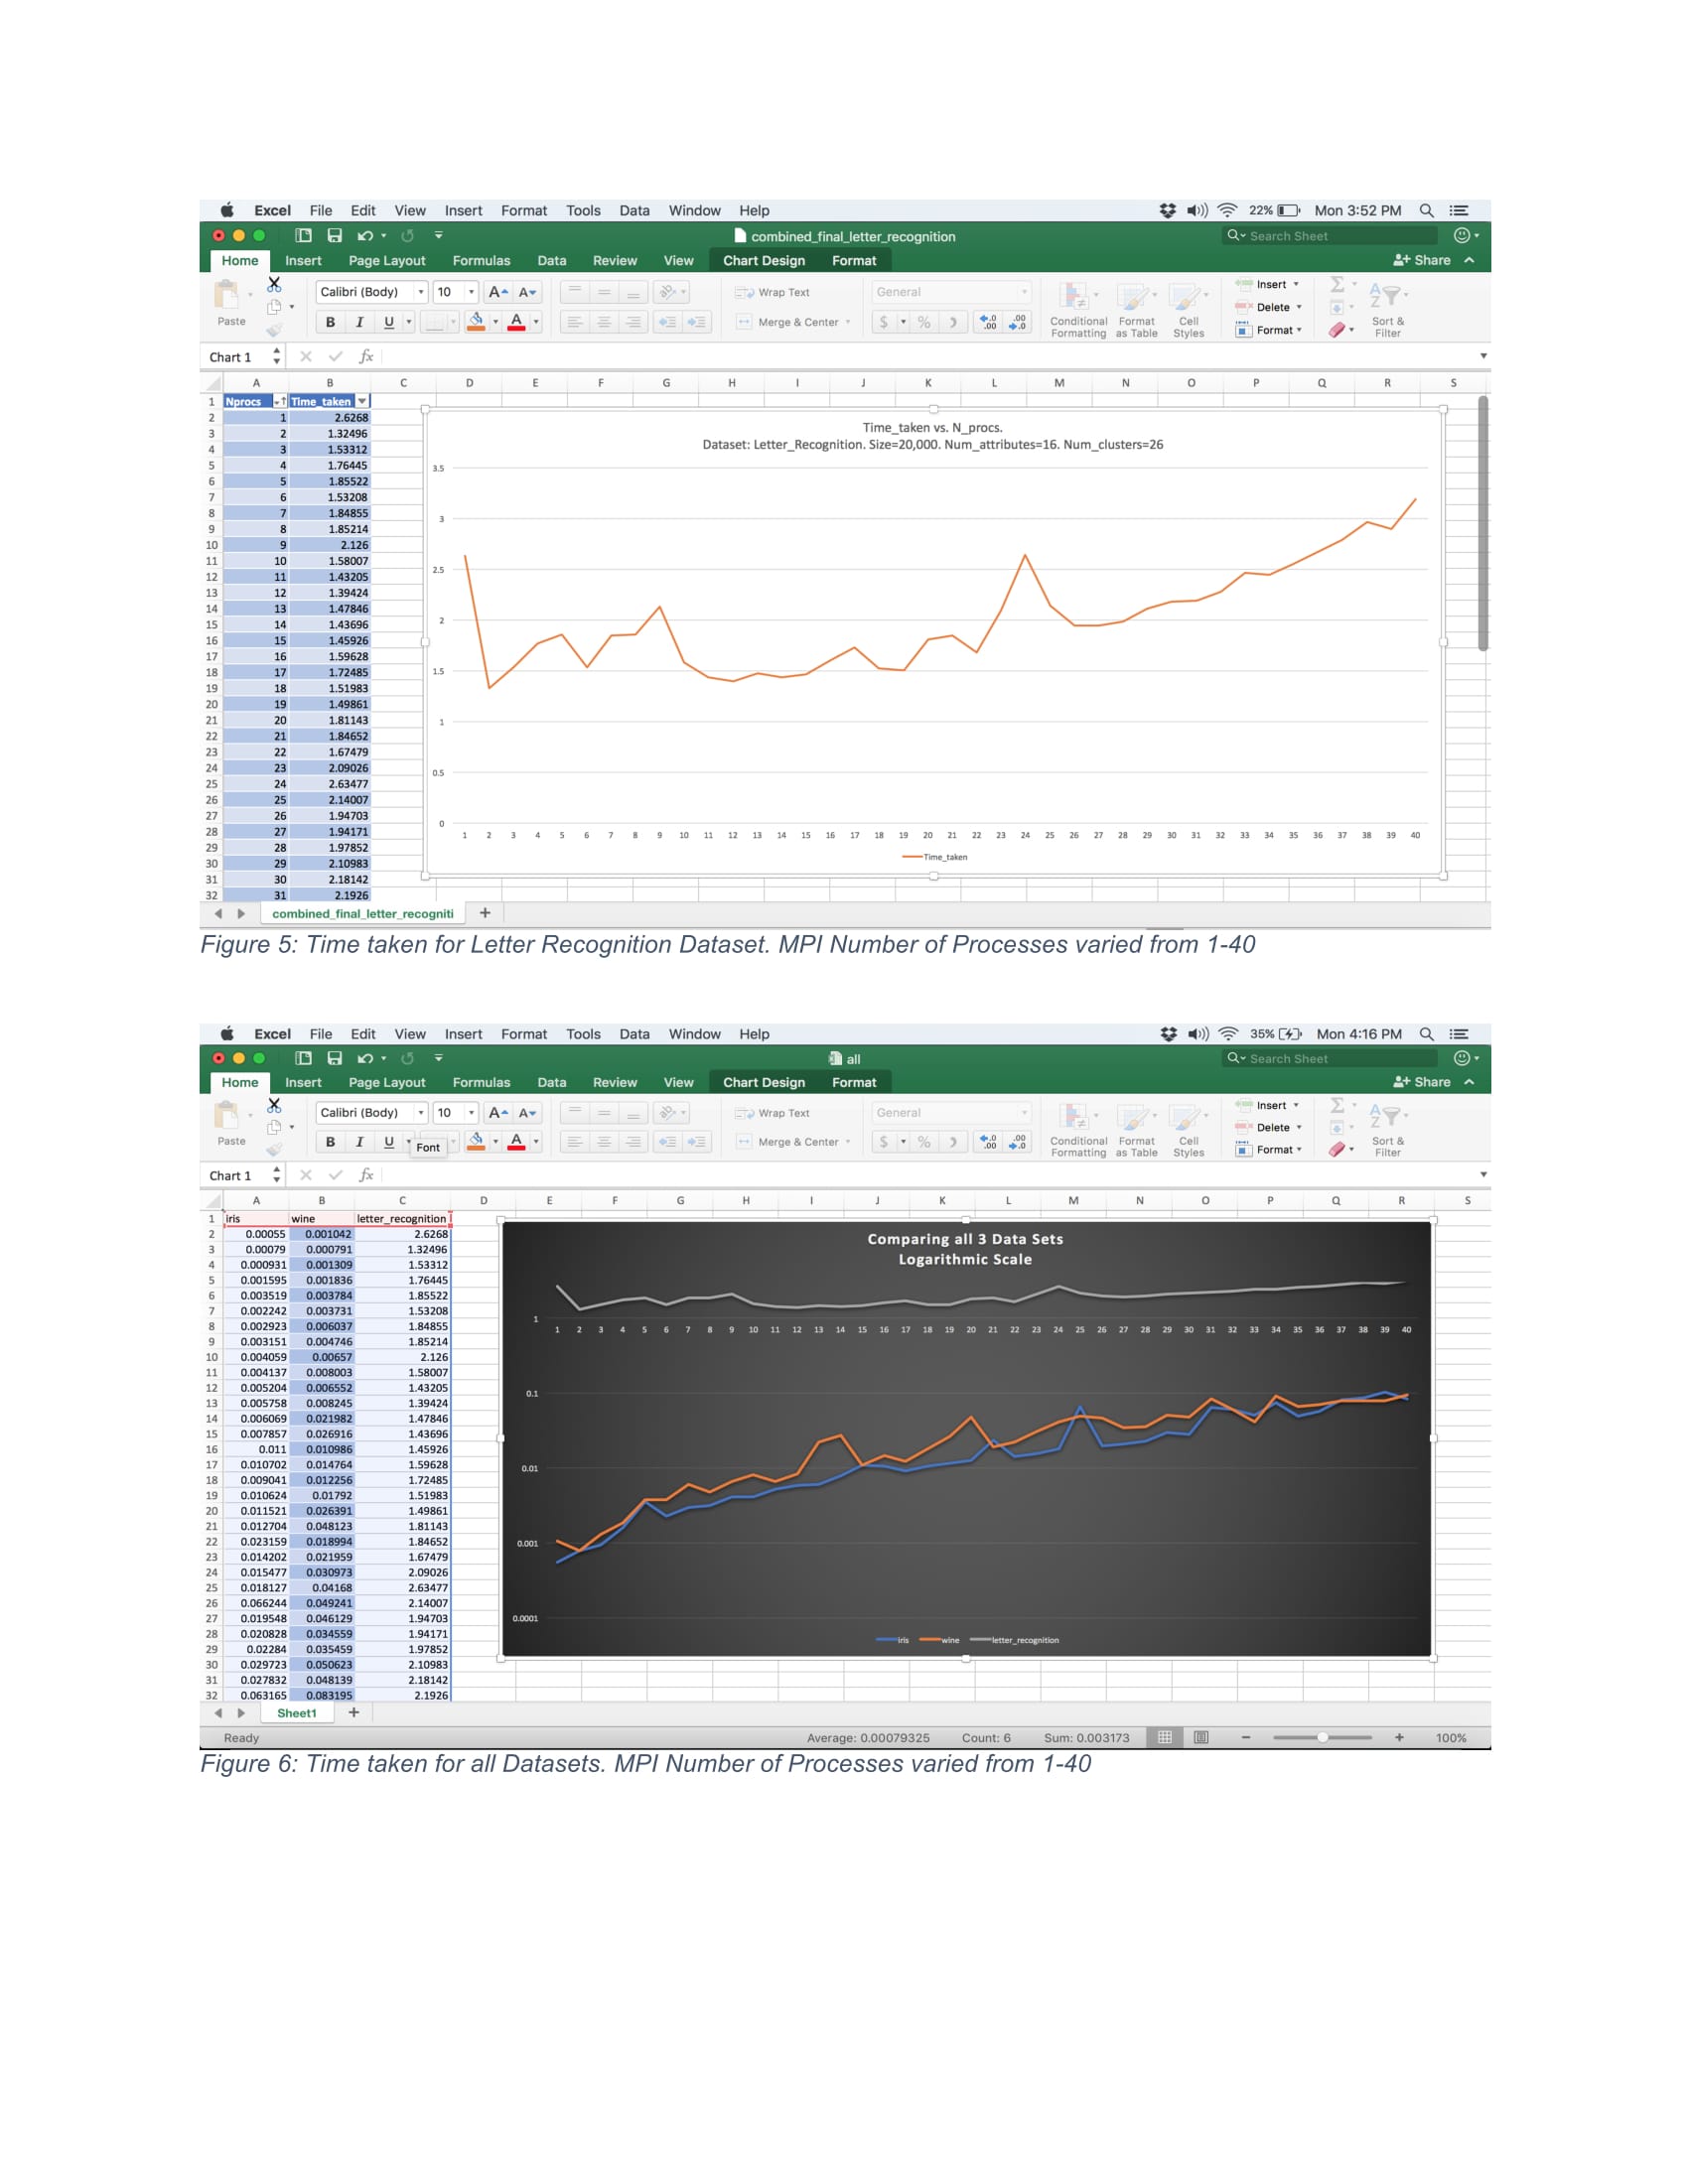 Excel File Edit View Insert Format Tools Data Window Help 22% Mon 3:52 PM
combined_final_letter_recognition Search Sheet
Home Insert Page Layout Formulas Data Review View Chart Design Format Share
Paste Calibri (Body) 10 A A Wrap Text General Insert Delete Format
B I U A Merge & Center $ % Conditional Formatting Format as Table Cell Styles Sort & Filter
Chart 1 fx
A B C D E F G H I J K L M N O P Q R S
1 Nprocs Time_taken
2 1 2.6268
3 2 1.32496
4 3 1.53312
5 4 1.76445
6 5 1.85522
7 6 1.53208
8 7 1.84855
9 8 1.85214
10 9 2.126
11 10 1.58007
12 11 1.43205
13 12 1.39424
14 13 1.47846
15 14 1.43696
16 15 1.45926
17 16 1.59628
18 17 1.72485
19 18 1.51983
20 19 1.49861
21 20 1.81143
22 21 1.84652
23 22 1.67479
24 23 2.09026
25 24 2.63477
26 25 2.14007
27 26 1.94703
28 27 1.94171
29 28 1.97852
30 29 2.10983
31 30 2.18142
32 31 2.1926
Time_taken vs. N_procs.
Dataset: Letter_Recognition. Size=20,000. Num_attributes=16. Num_clusters=26
3.5
3
2.5
2
1.5
1
0.5
0
1 2 3 4 5 6 7 8 9 10 11 12 13 14 15 16 17 18 19 20 21 22 23 24 25 26 27 28 29 30 31 32 33 34 35 36 37 38 39 40
Time_taken
combined_final_letter_recogniti +
Figure 5: Time taken for Letter Recognition Dataset. MPI Number of Processes varied from 1-40
Excel File Edit View Insert Format Tools Data Window Help 35% Mon 4:16 PM
all Search Sheet
Home Insert Page Layout Formulas Data Review View Chart Design Format Share
Paste Calibri (Body) 10 A A Wrap Text General Insert Delete Format
B I U Font A Merge & Center $ % Conditional Formatting Format as Table Cell Styles Sort & Filter
Chart 1 fx
A B C D E F G H I J K L M N O P Q R S
1 iris wine letter_recognition
2 0.00055 0.001042 2.6268
3 0.00079 0.000791 1.32496
4 0.000931 0.001309 1.53312
5 0.001595 0.001836 1.76445
6 0.003519 0.003784 1.85522
7 0.002242 0.003731 1.53208
8 0.002923 0.006037 1.84855
9 0.003151 0.004746 1.85214
10 0.004059 0.00657 2.126
11 0.004137 0.008003 1.58007
12 0.005204 0.006552 1.43205
13 0.005758 0.008245 1.39424
14 0.006069 0.021982 1.47846
15 0.007857 0.026916 1.43696
16 0.011 0.010986 1.45926
17 0.010702 0.014764 1.59628
18 0.009041 0.012256 1.72485
19 0.010624 0.01792 1.51983
20 0.011521 0.026391 1.49861
21 0.012704 0.048123 1.81143
22 0.023159 0.018994 1.84652
23 0.014202 0.021959 1.67479
24 0.015477 0.030973 2.09026
25 0.018127 0.04168 2.63477
26 0.066244 0.049241 2.14007
27 0.019548 0.046129 1.94703
28 0.020828 0.034559 1.94171
29 0.02284 0.035459 1.97852
30 0.029723 0.050623 2.10983
31 0.027832 0.048139 2.18142
32 0.063165 0.083195 2.1926
Comparing all 3 Data Sets
Logarithmic Scale
1
1 2 3 4 5 6 7 8 9 10 11 12 13 14 15 16 17 18 19 20 21 22 23 24 25 26 27 28 29 30 31 32 33 34 35 36 37 38 39 40
0.1
0.01
0.001
0.0001
iris wine letter_recognition
Sheet1 +
Ready Average: 0.00079325 Count: 6 Sum: 0.003173 − + 100%
Figure 6: Time taken for all Datasets. MPI Number of Processes varied from 1-40